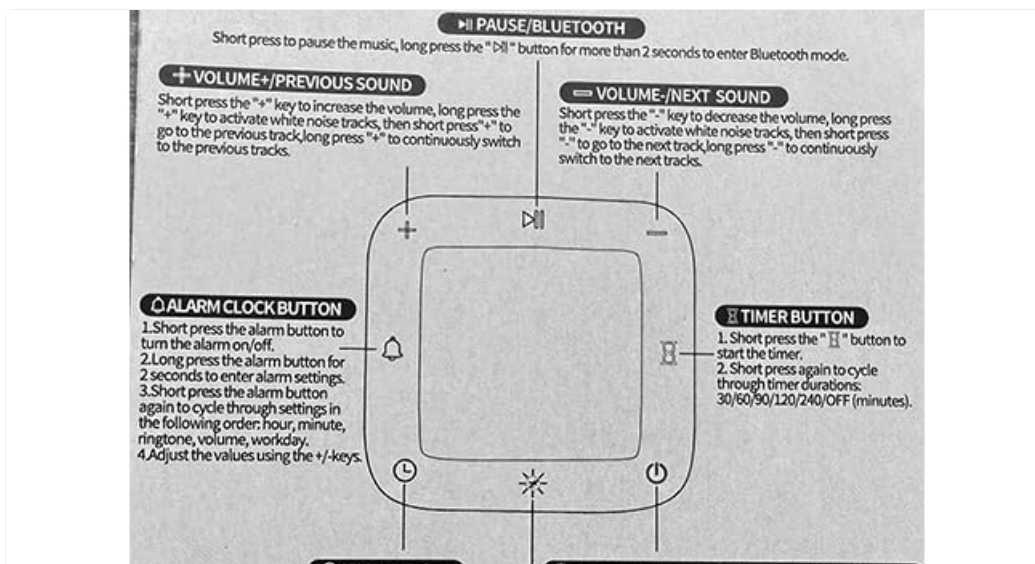 PAUSE/BLUETOOTH
Short press to pause the music, long press the " " button for more than 2 seconds to enter Bluetooth mode.
VOLUME+/PREVIOUS SOUND
Short press the "+" key to increase the volume, long press the
"+" key to activate white noise tracks, then short press"+" to
go to the previous track,long press "+" to continuously switch
to the previous tracks.
VOLUME-/NEXT SOUND
Short press the "-" key to decrease the volume, long press
the "-" key to activate white noise tracks, then short press
"-" to go to the next track,long press "-" to continuously
switch to the next tracks.
ALARM CLOCK BUTTON
1.Short press the alarm button to
turn the alarm on/off.
2.Long press the alarm button for
2 seconds to enter alarm settings.
3.Short press the alarm button
again to cycle through settings in
the following order: hour, minute,
ringtone, volume, workday.
4.Adjust the values using the +/-keys.
TIMER BUTTON
1. Short press the " " button to
start the timer.
2. Short press again to cycle
through timer durations:
30/60/90/120/240/OFF (minutes).